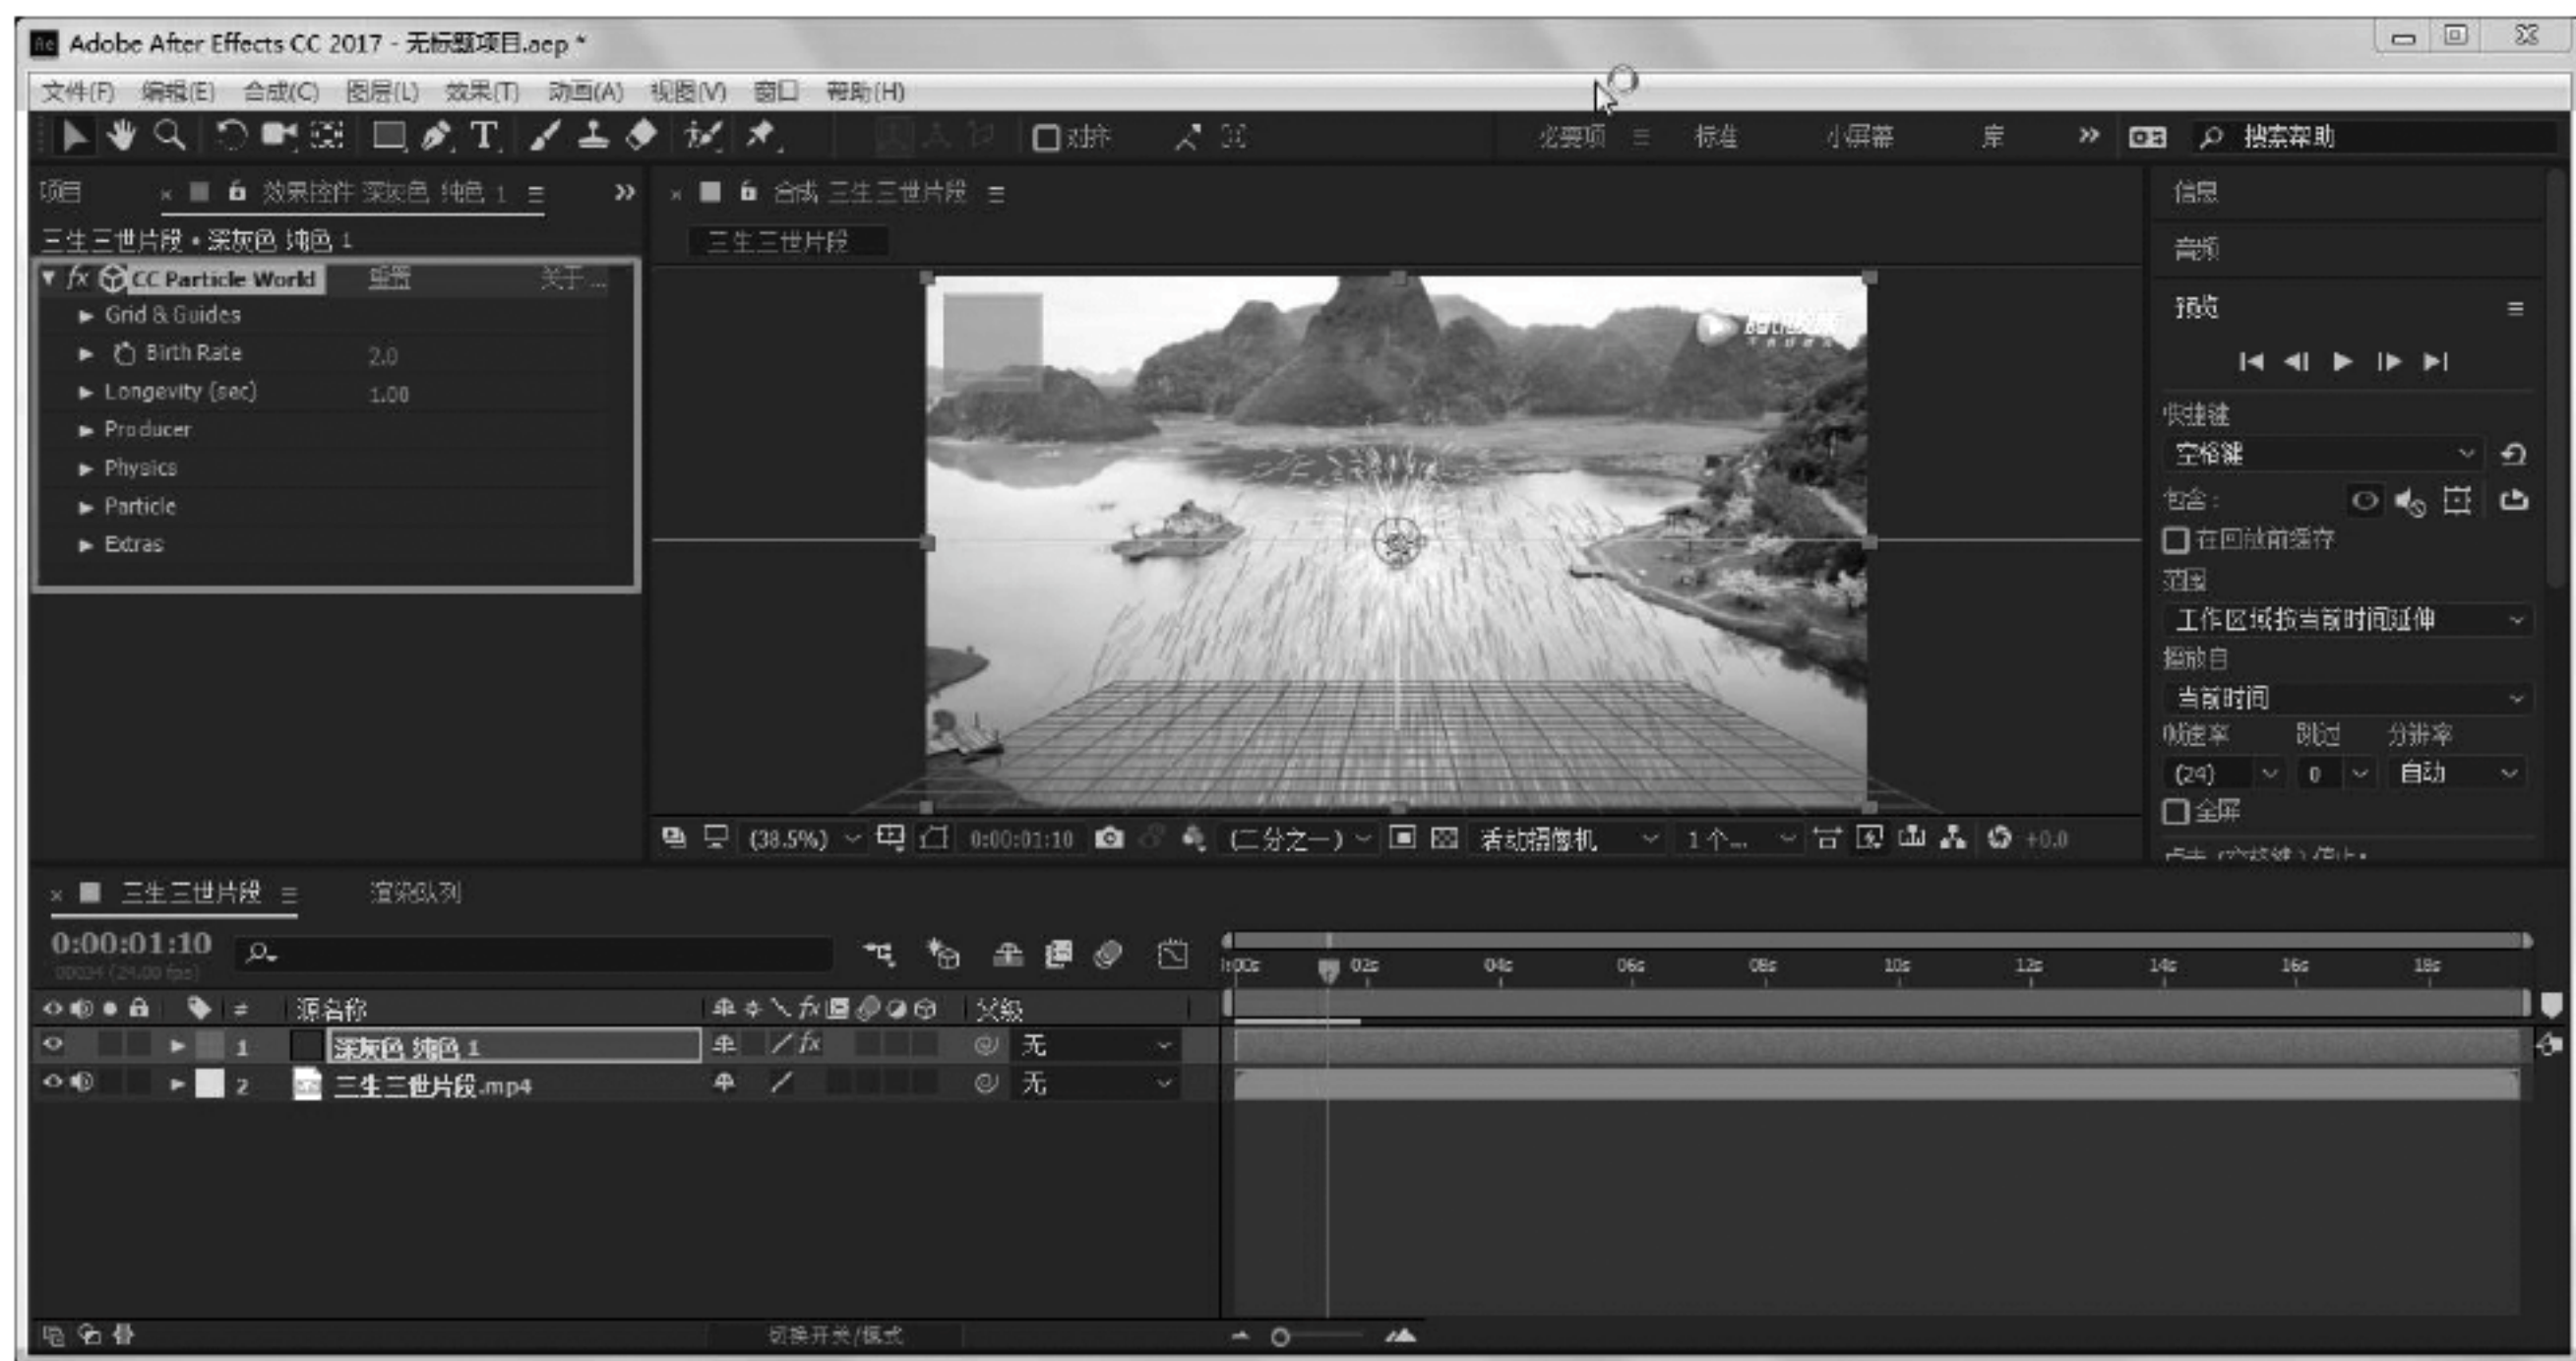 Adobe After Effects CC 2017 - 无标题项目.aep *
文件(F) 编辑(E) 合成(C) 图层(L) 效果(T) 动画(A) 视图(V) 窗口 帮助(H)
对齐 必要项 标准 小屏幕 库 搜索帮助
项目 效果控件 深灰色 纯色 1
三生三世片段 • 深灰色 纯色 1
fx CC Particle World 重置 关于...
Grid & Guides
Birth Rate 2.0
Longevity (sec) 1.00
Producer
Physics
Particle
Extras
合成 三生三世片段
三生三世片段
腾讯视频
(38.5%) 0:00:01:10 (二分之一) 活动摄像机 1个... +0.0
信息
音频
预览
快捷键
空格键
包含:
在回放前缓存
范围
工作区域按当前时间延伸
播放自
当前时间
帧速率 跳过 分辨率
(24) 0 自动
全屏
三生三世片段 渲染队列
0:00:01:10
00034 (24.00 fps)
:00s 02s 04s 06s 08s 10s 12s 14s 16s 18s
# 源名称 父级
1 深灰色 纯色 1 无
2 三生三世片段.mp4 无
切换开关/模式